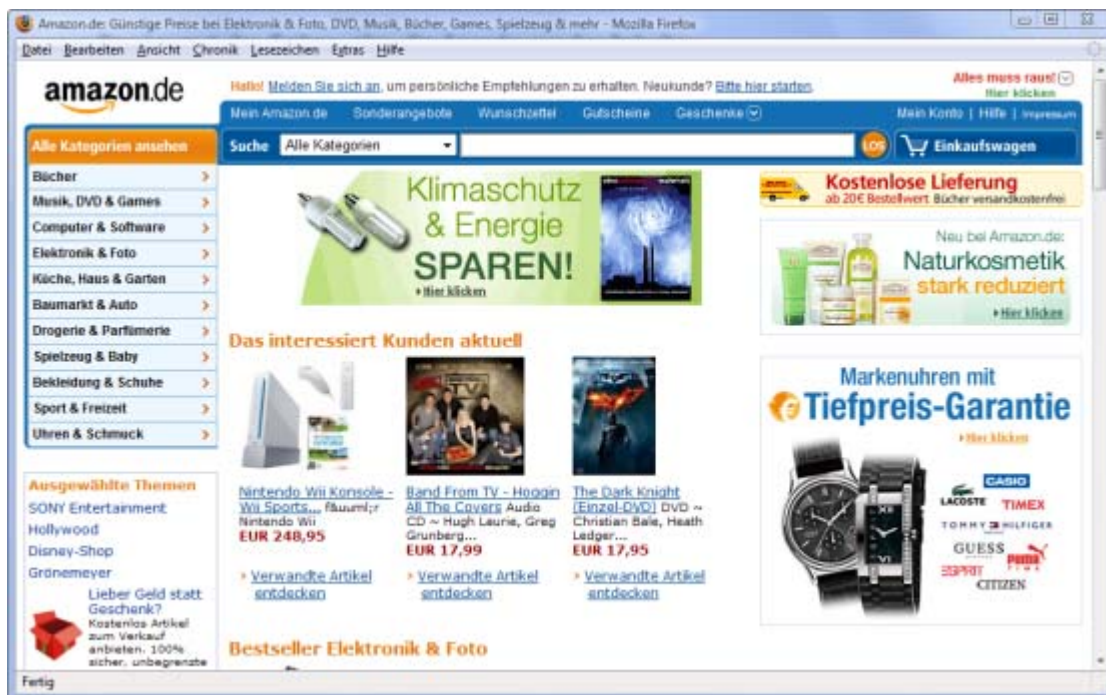 Amazon.de: Günstige Preise bei Elektronik & Foto, DVD, Musik, Bücher, Games, Spielzeug & mehr - Mozilla Firefox
Datei Bearbeiten Ansicht Chronik Lesezeichen Extras Hilfe
amazon.de
Hallo! Melden Sie sich an, um persönliche Empfehlungen zu erhalten. Neukunde? Bitte hier starten.
Alles muss raus!
Hier klicken
Mein Amazon.de Sonderangebote Wunschzettel Gutscheine Geschenke
Mein Konto | Hilfe | Impressum
Alle Kategorien ansehen
Suche Alle Kategorien LOS Einkaufswagen
Bücher
Musik, DVD & Games
Computer & Software
Elektronik & Foto
Küche, Haus & Garten
Baumarkt & Auto
Drogerie & Parfümerie
Spielzeug & Baby
Bekleidung & Schuhe
Sport & Freizeit
Uhren & Schmuck
Ausgewählte Themen
SONY Entertainment
Hollywood
Disney-Shop
Grönemeyer
Lieber Geld statt
Geschenk?
Kostenlos Artikel
zum Verkauf
anbieten. 100%
sicher, unbegrenzte
Klimaschutz
& Energie
SPAREN!
Hier klicken
Das interessiert Kunden aktuell
TV
Nintendo Wii Konsole -
Wii Sports... f&uuml;r
Nintendo Wii
EUR 248,95
Verwandte Artikel
entdecken
Band From TV - Hoggin
All The Covers Audio
CD ~ Hugh Laurie, Greg
Grunberg...
EUR 17,99
Verwandte Artikel
entdecken
The Dark Knight
(Einzel-DVD) DVD ~
Christian Bale, Heath
Ledger...
EUR 17,95
Verwandte Artikel
entdecken
Bestseller Elektronik & Foto
Kostenlose Lieferung
ab 20€ Bestellwert Bücher versandkostenfrei
Neu bei Amazon.de:
Naturkosmetik
stark reduziert
Hier klicken
Markenuhren mit
Tiefpreis-Garantie
Hier klicken
CASIO
LACOSTE TIMEX
TOMMY HILFIGER
GUESS PUMA
TIME
ESPRIT
CITIZEN
Fertig